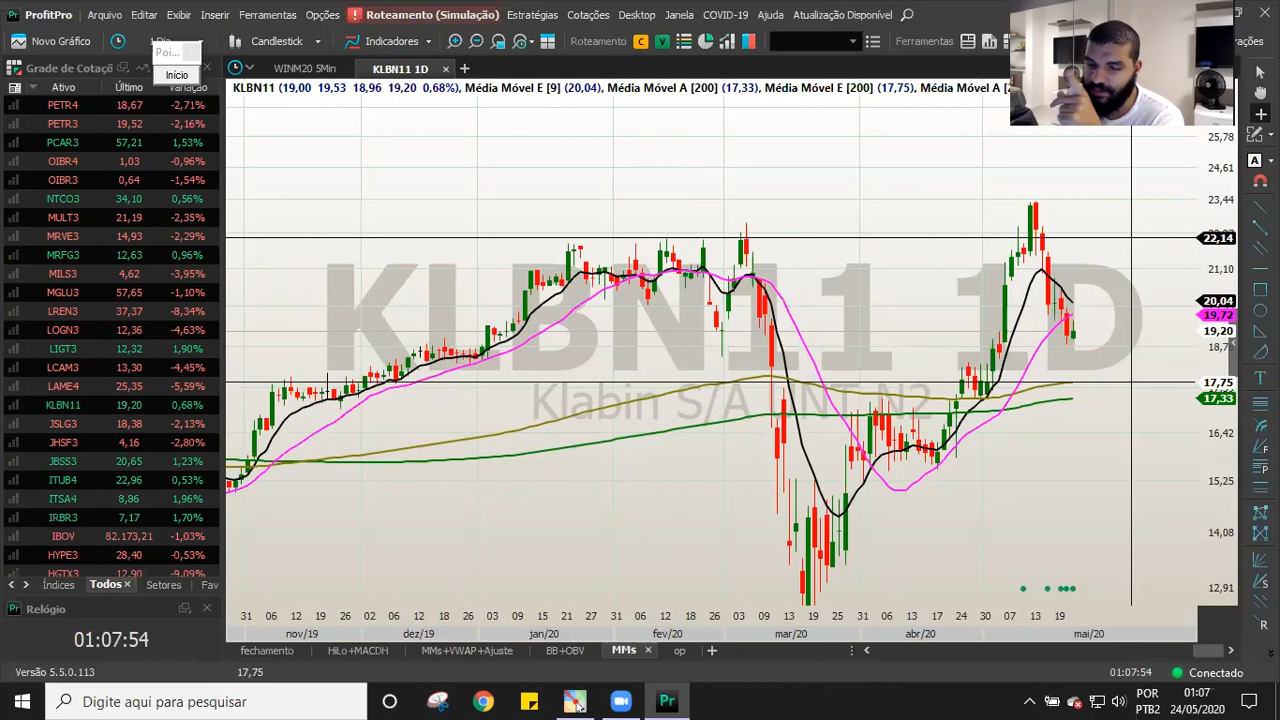 ProfitPro Arquivo Editar Exibir Inserir Ferramentas Opções Roteamento (Simulação) Estratégias Cotações Desktop Janela COVID-19 Ajuda Atualização Disponível
Novo Gráfico Candlestick Indicadores Roteamento C V Ferramentas
Poi...
Início
Grade de Cotaçõ
WINM20 5Min KLBN11 1D
Ativo Último Variação
KLBN11 (19,00 19,53 18,96 19,20 0,68%), Média Móvel E [9] (20,04), Média Móvel A [200] (17,33), Média Móvel E [200] (17,75), Média Móvel A [2
PETR4 18,67 -2,71%
PETR3 19,52 -2,16%
PCAR3 57,21 1,53%
OIBR4 1,03 -0,96%
OIBR3 0,64 -1,54%
NTCO3 34,10 0,56%
MULT3 21,19 -2,35%
MRVE3 14,93 -2,29%
MRFG3 12,63 0,96%
MILS3 4,62 -3,95%
MGLU3 57,65 -1,10%
LREN3 37,37 -8,34%
LOGN3 12,36 -4,63%
LIGT3 12,32 1,90%
LCAM3 13,30 -4,45%
LAME4 25,35 -5,59%
KLBN11 19,20 0,68%
JSLG3 18,38 -2,13%
JHSF3 4,16 -2,80%
JBSS3 20,65 1,23%
ITUB4 22,96 0,53%
ITSA4 8,86 1,96%
IRBR3 7,17 1,70%
IBOV 82.173,21 -1,03%
HYPE3 28,40 -0,53%
HGTX3 12,90 -9,09%
KLBN11 1D
Klabin S/A UNT N2
25,78
24,61
23,44
22,14
21,10
20,04
19,72
19,20
17,75
17,33
16,42
15,25
14,08
12,91
Índices Todos Setores Fav
31 06 12 19 26 02 06 11 18 26 03 09 15 21 27 31 06 12 18 26 03 09 13 19 25 31 06 13 17 24 30 07 13 19
nov/19 dez/19 jan/20 fev/20 mar/20 abr/20 mai/20
Relógio
01:07:54
fechamento HiLo+MACDH MMs+VWAP+Ajuste BB+OBV MMs op
Versão 5.5.0.113 17,75 01:07:54 Conectado
Digite aqui para pesquisar
Pr
POR
PTB2
01:07
24/05/2020